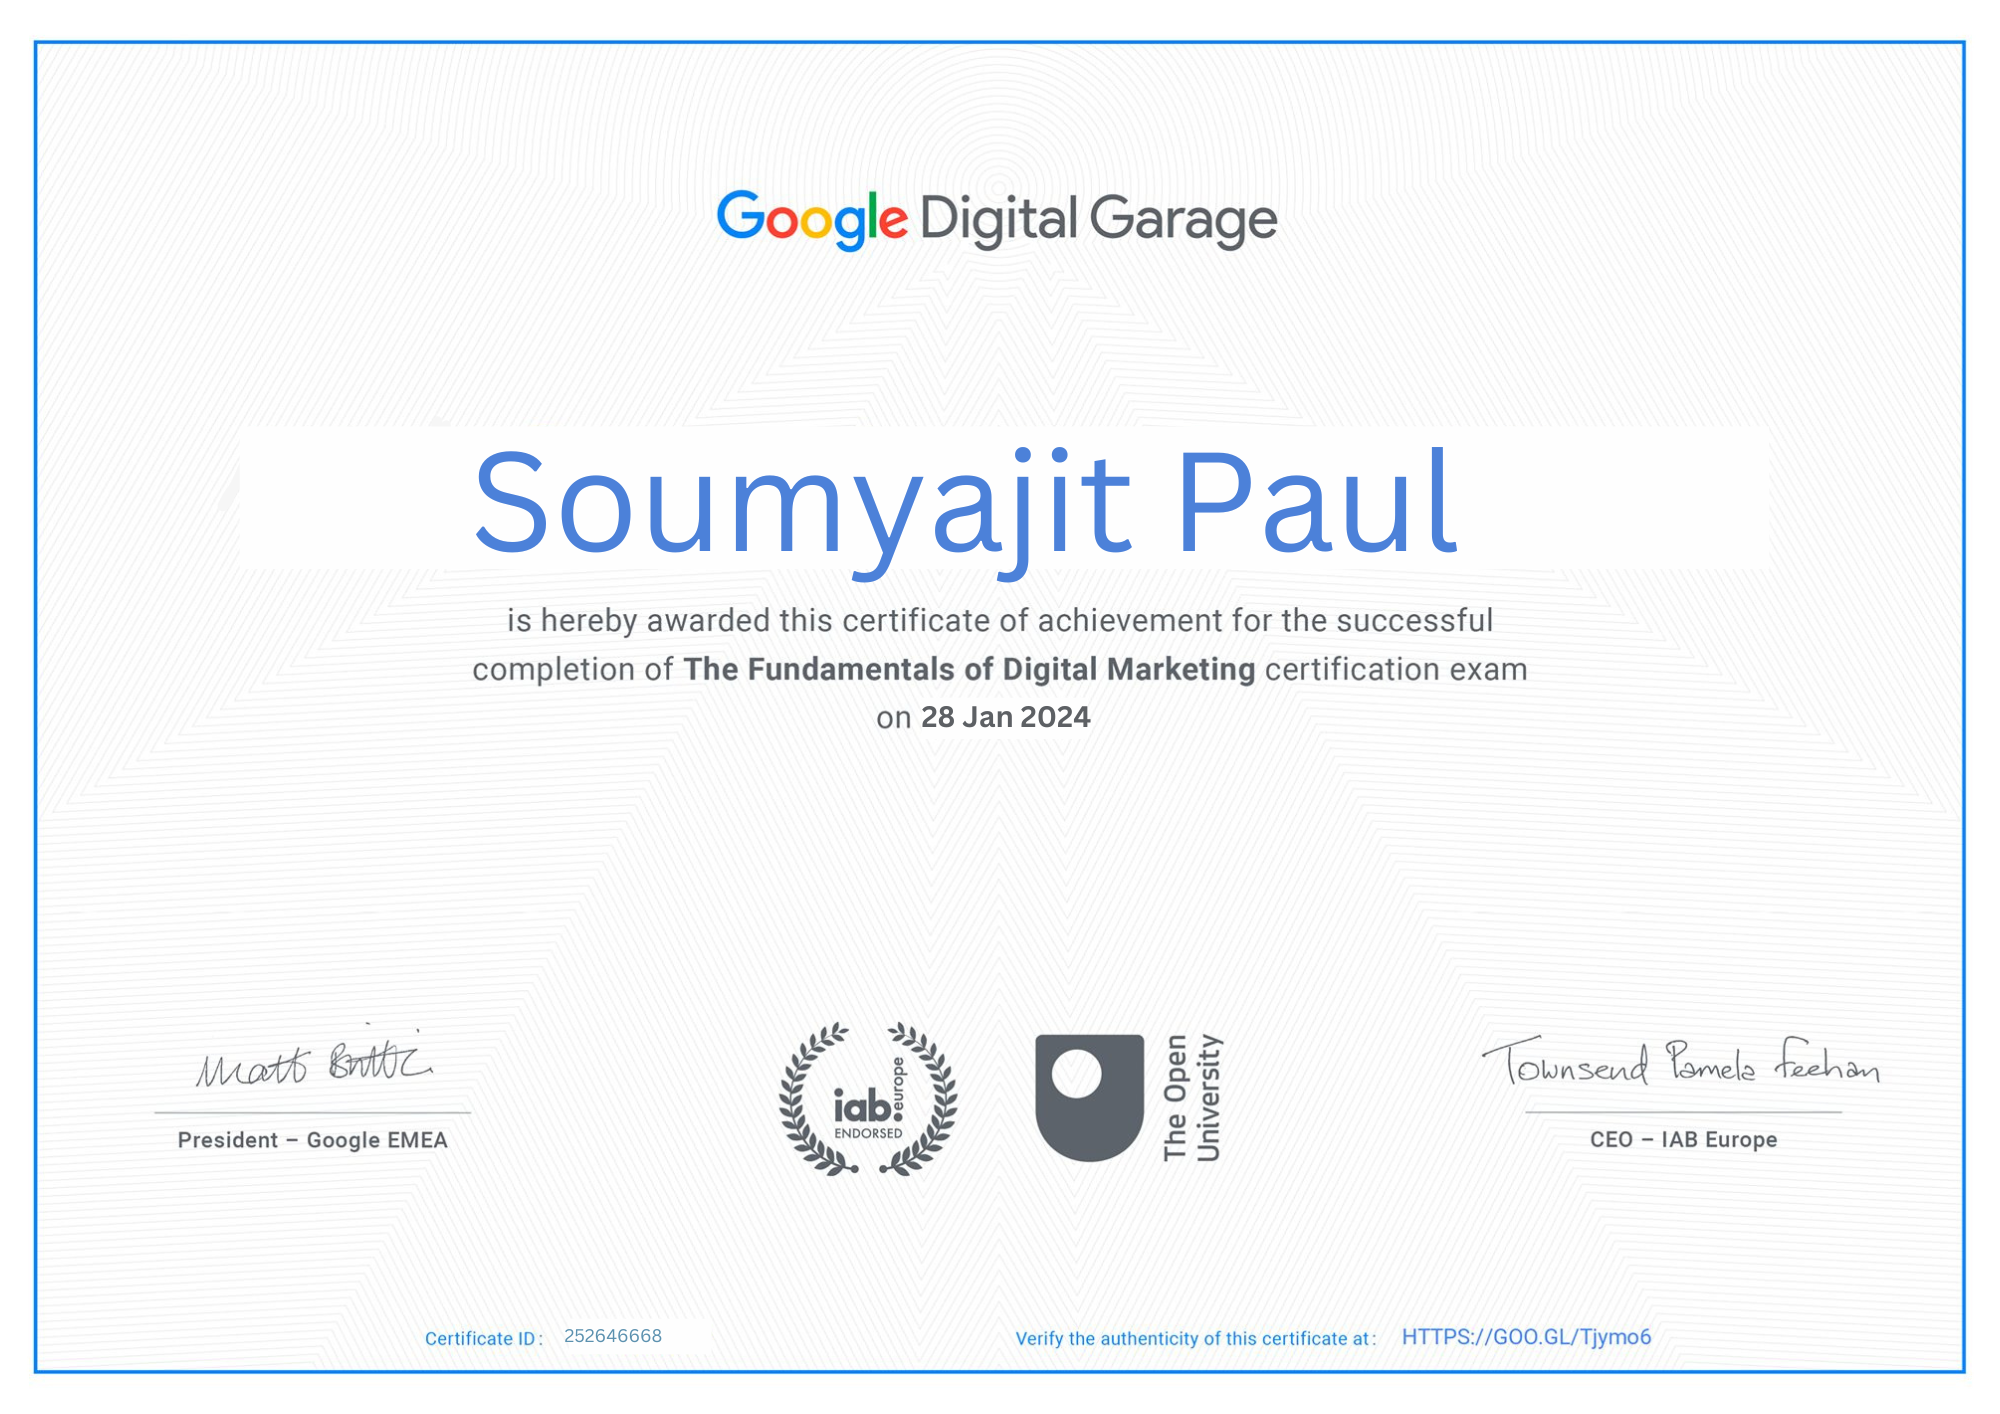 Google Digital Garage
Soumyajit Paul
is hereby awarded this certificate of achievement for the successful
completion of The Fundamentals of Digital Marketing certification exam
on 28 Jan 2024
Matt Brittin
President – Google EMEA
iab.europe
ENDORSED
The Open
University
Townsend Pamela Feehan
CEO – IAB Europe
Certificate ID : 252646668
Verify the authenticity of this certificate at : HTTPS://GOO.GL/Tjymo6